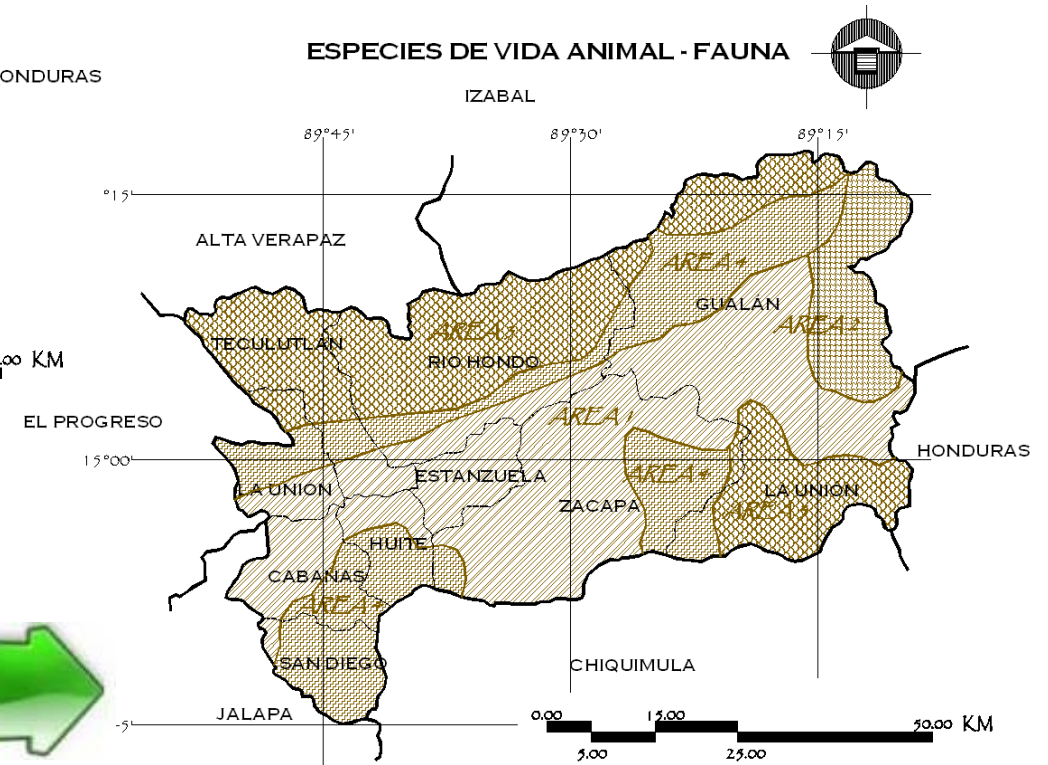 ESPECIES DE VIDA ANIMAL - FAUNA
ONDURAS
IZABAL
89°45'
89°30'
89°15'
°15'
ALTA VERAPAZ
AREA 4
GUALAN
AREA 3
AREA 2
TECULUTLAN
RIO HONDO
.00 KM
AREA 1
EL PROGRESO
HONDURAS
15°00'
ESTANZUELA
AREA 4
LA UNION
LA UNION
ZACAPA
AREA
HUITE
CABAÑAS
AREA
SAN DIEGO
CHIQUIMULA
JALAPA
-5'
0.00
15.00
50.00 KM
5.00
25.00